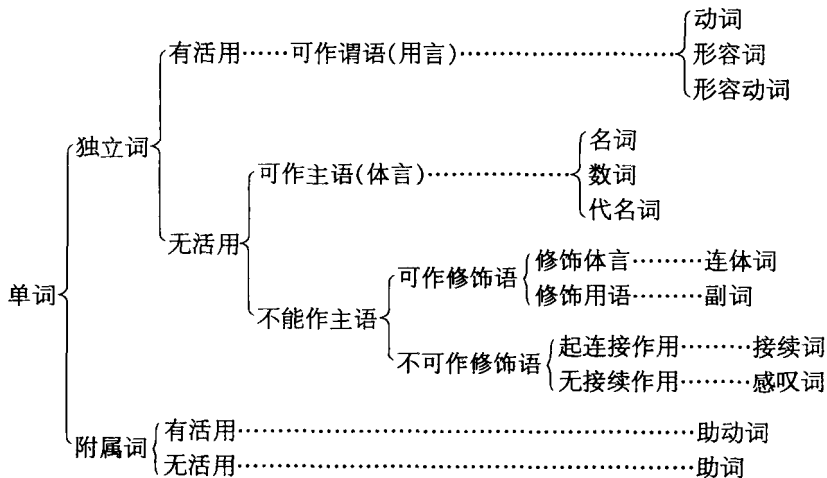 动词
有活用……可作谓语(用言)……………………形容词
形容动词
独立词
名词
可作主语(体言)……………数词
代名词
无活用
可作修饰语 修饰体言………连体词
修饰用语………副词
单词
不能作主语
不可作修饰语 起连接作用………接续词
无接续作用………感叹词
附属词 有活用………………………………………………助动词
无活用………………………………………………助词